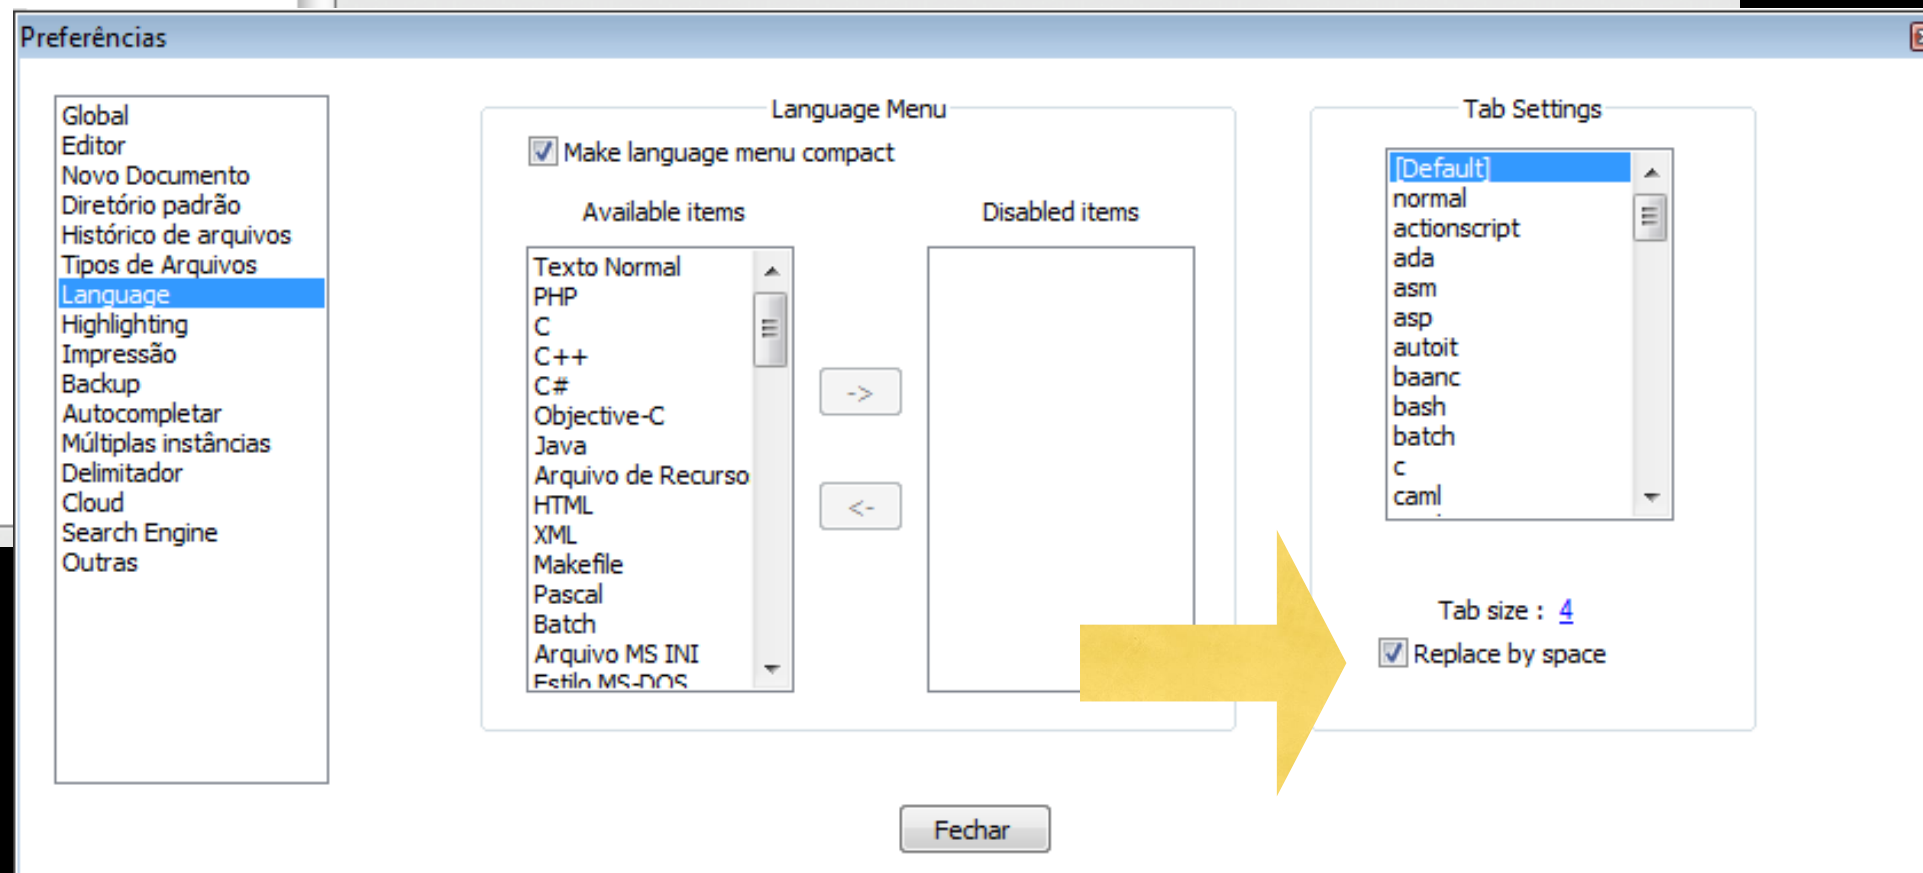 Preferências
Global
Editor
Novo Documento
Diretório padrão
Histórico de arquivos
Tipos de Arquivos
Language
Highlighting
Impressão
Backup
Autocompletar
Múltiplas instâncias
Delimitador
Cloud
Search Engine
Outras
Language Menu
Make language menu compact
Available items
Texto Normal
PHP
C
C++
C#
Objective-C
Java
Arquivo de Recurso
HTML
XML
Makefile
Pascal
Batch
Arquivo MS INI
Estilo MS-DOS
->
<-
Disabled items
Tab Settings
[Default]
normal
actionscript
ada
asm
asp
autoit
baanc
bash
batch
c
caml
Tab size : 4
Replace by space
Fechar